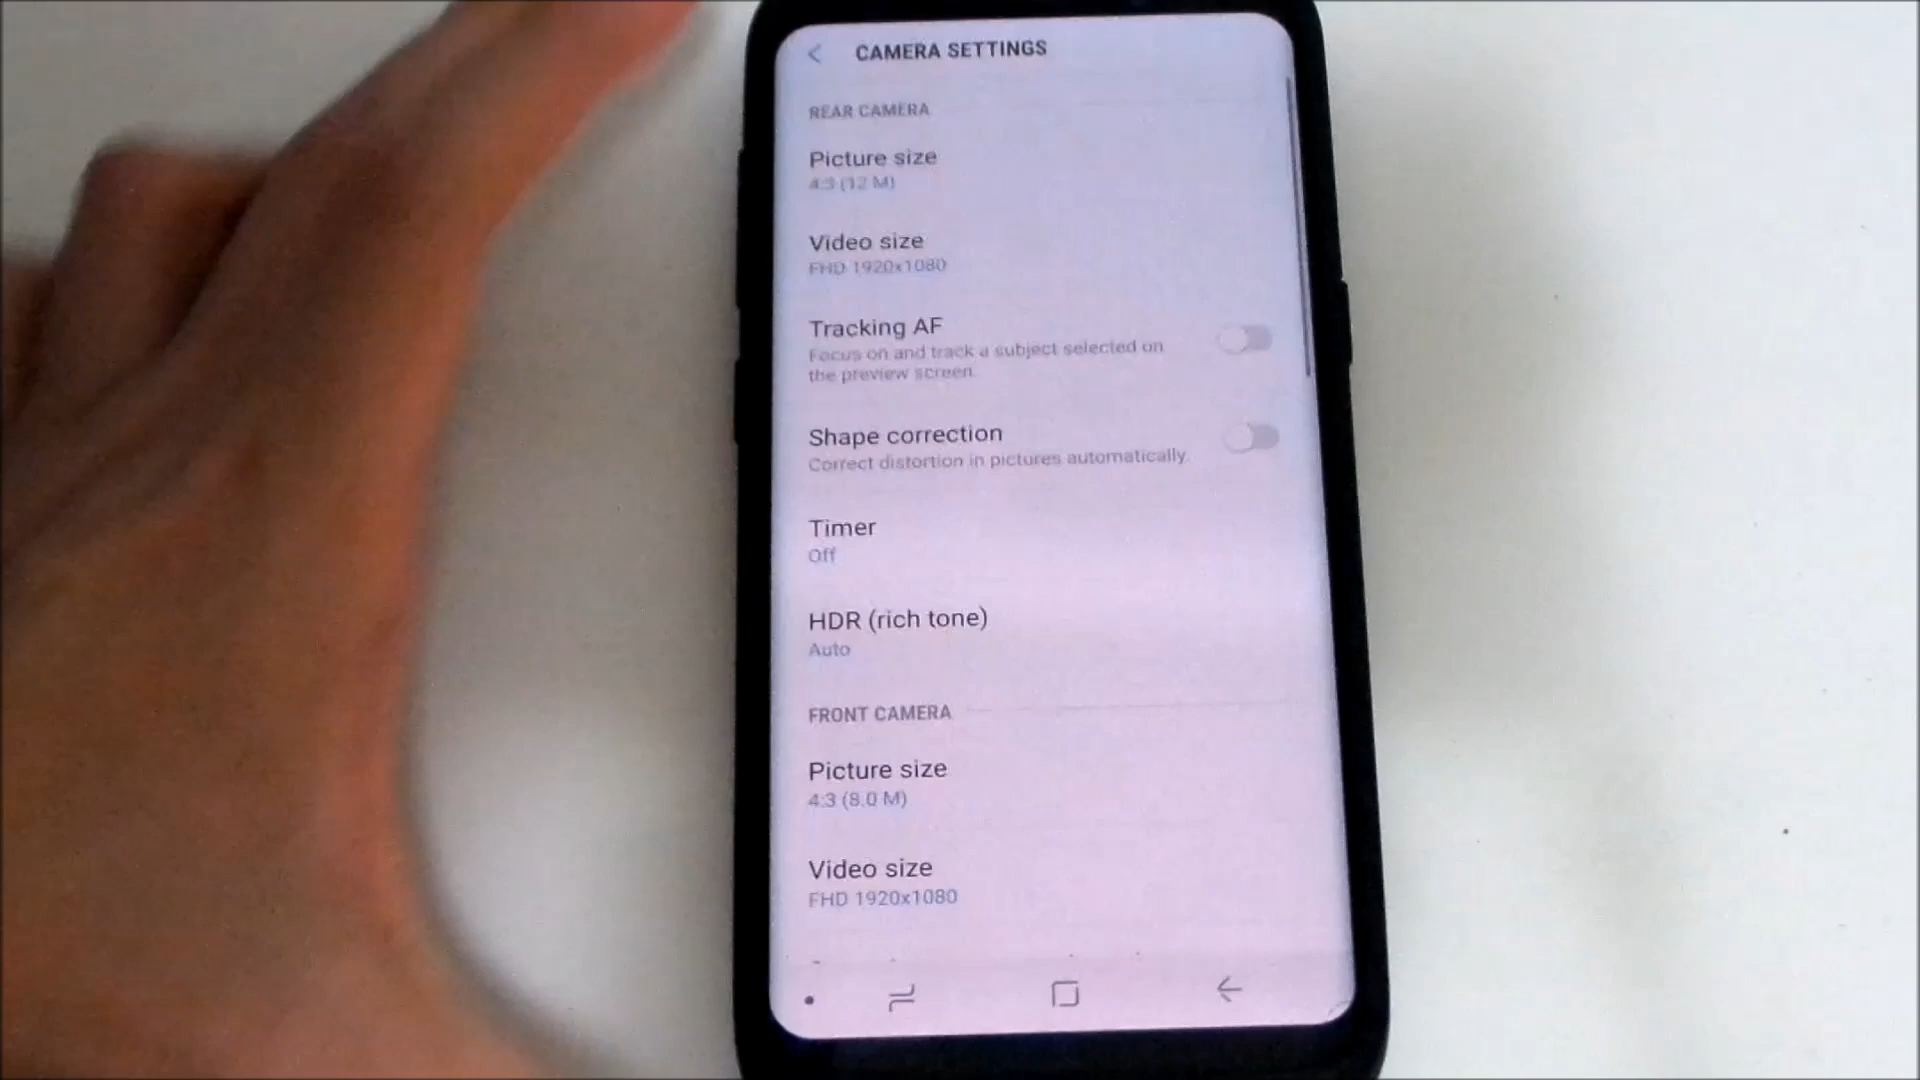 CAMERA SETTINGS
REAR CAMERA
Picture size
4:3 (12 M)
Video size
FHD 1920x1080
Tracking AF
Focus on and track a subject selected on
the preview screen.
Shape correction
Correct distortion in pictures automatically.
Timer
Off
HDR (rich tone)
Auto
FRONT CAMERA
Picture size
4:3 (8.0 M)
Video size
FHD 1920x1080